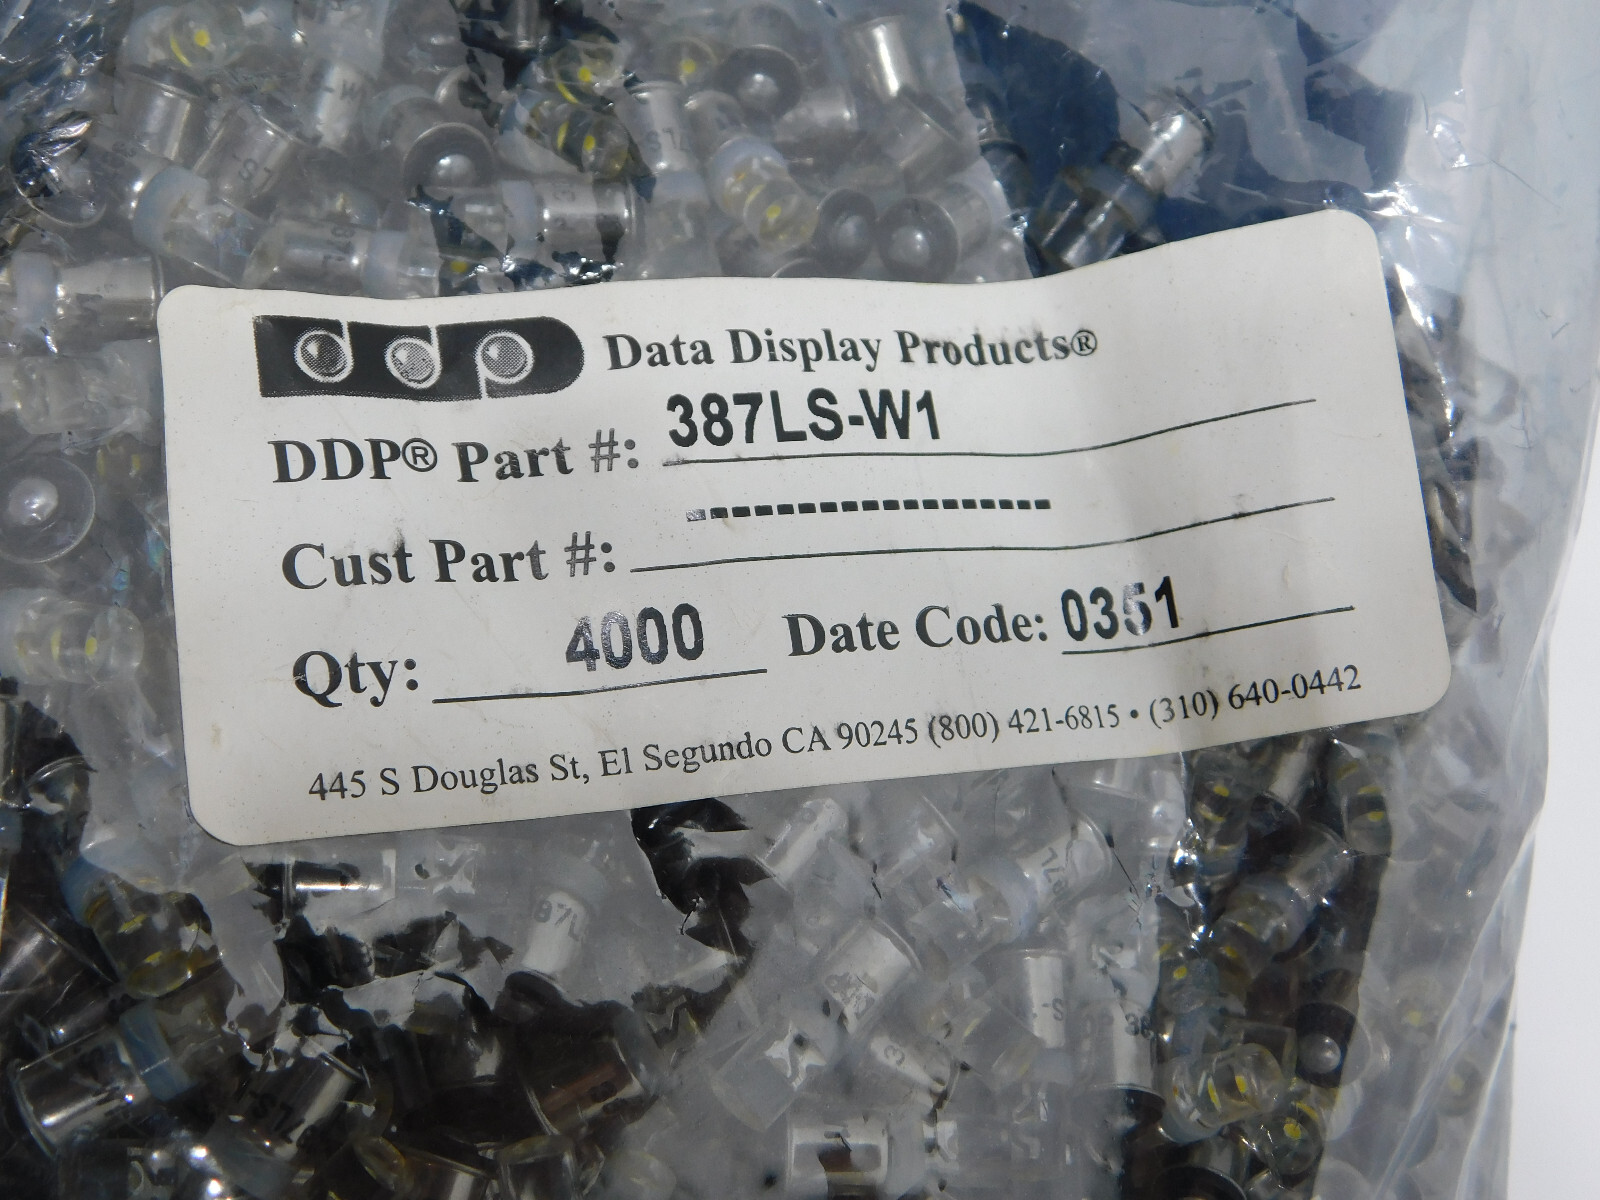 ddp Data Display Products®
DDP® Part #: 387LS-W1
Cust Part #: -----------------
Qty: 4000 Date Code: 0351
445 S Douglas St, El Segundo CA 90245 (800) 421-6815 • (310) 640-0442